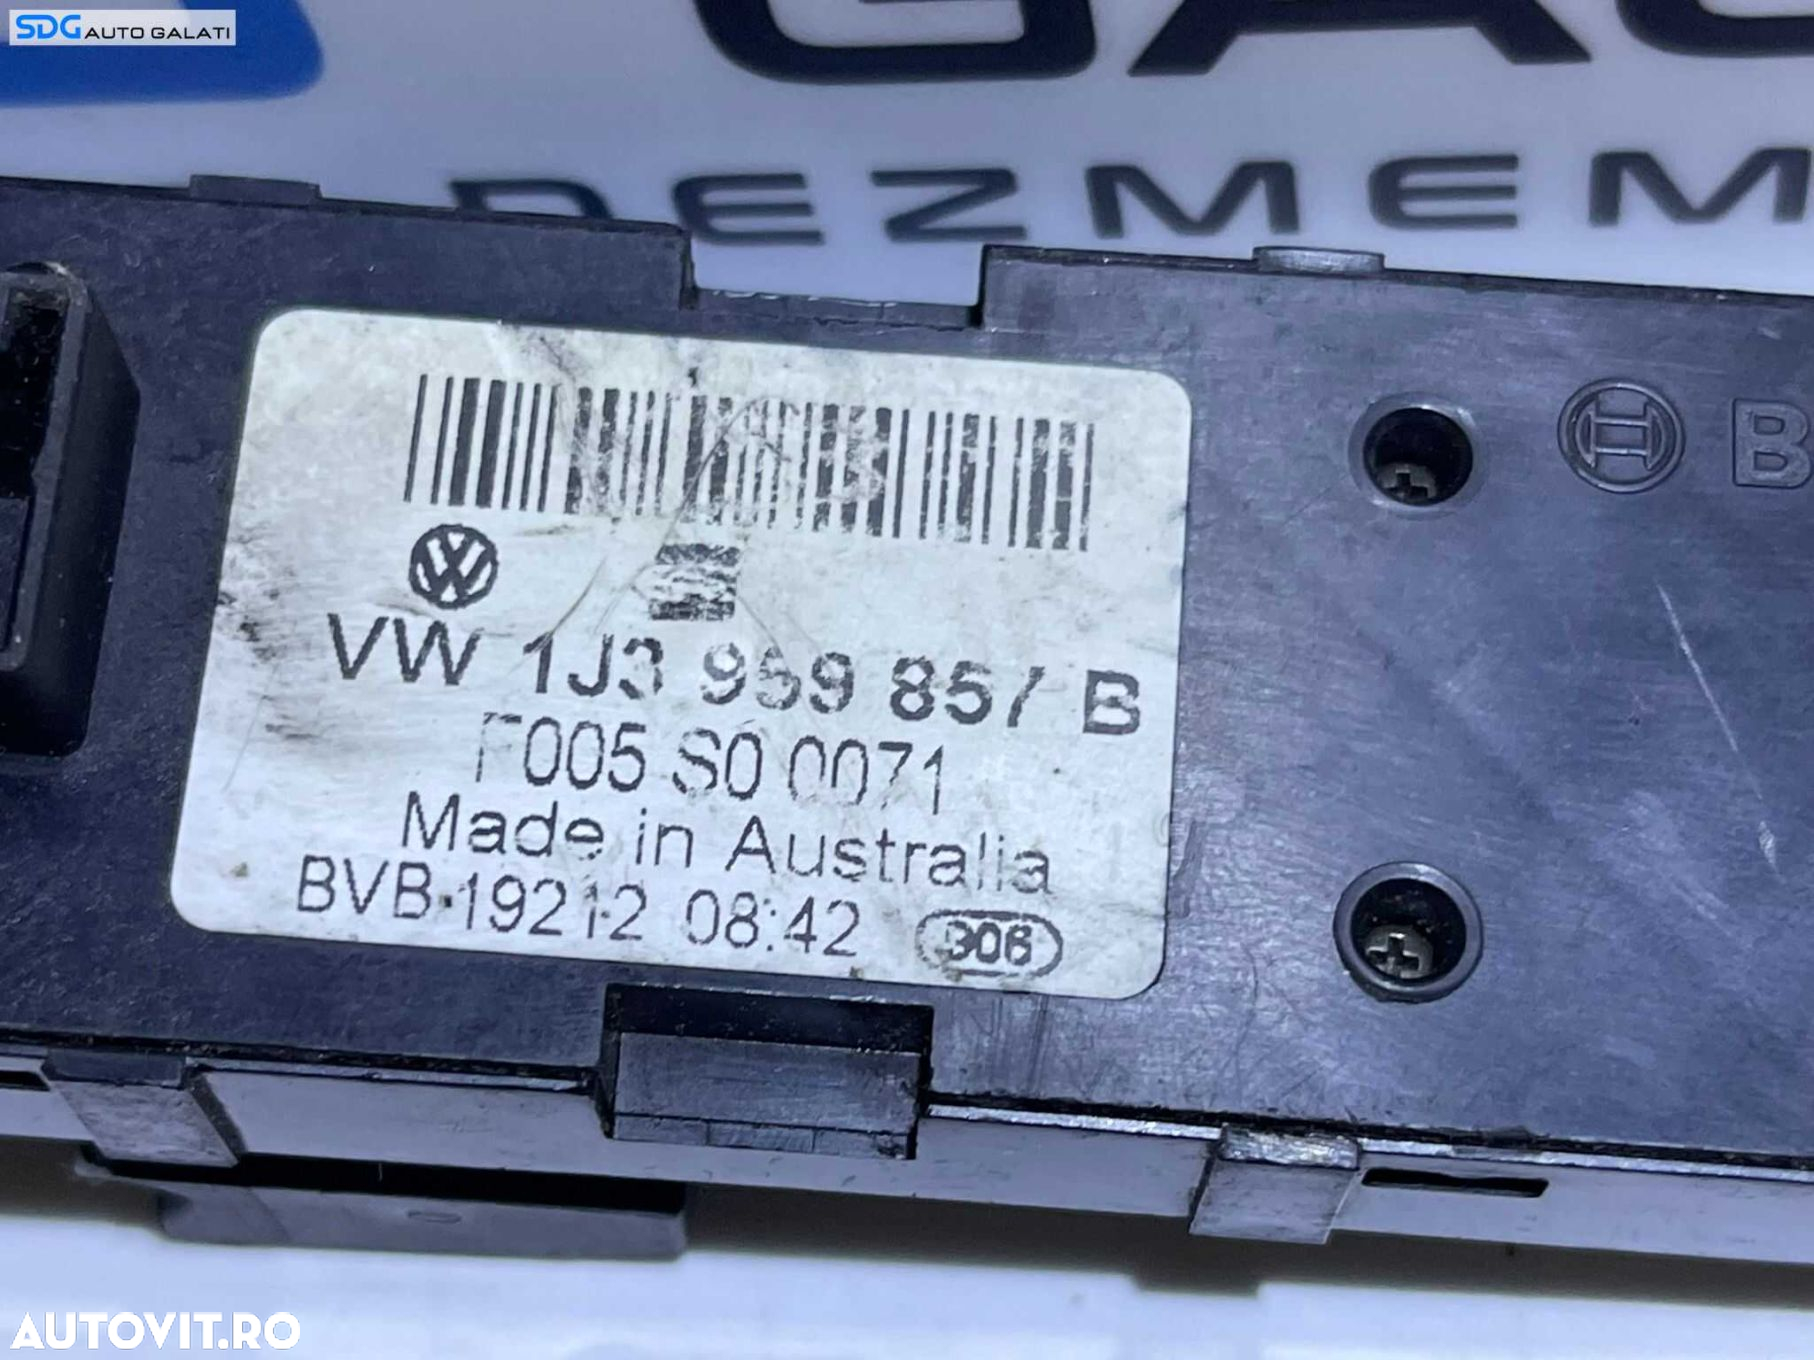 SDG AUTO GALATI
DEZMEM
B
VW 1J3 959 857 B
F005 S0 0071
Made in Australia
BVB 19212 08:42
306
AUTOVIT.RO